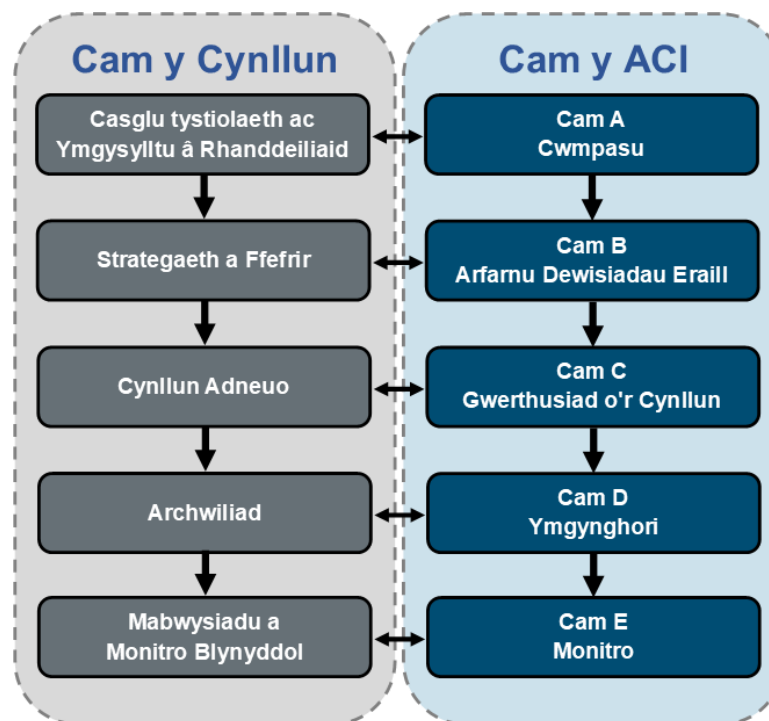 Cam y Cynllun
Casglu tystiolaeth ac
Ymgysylltu â Rhanddeiliaid
Strategaeth a Ffefrir
Cynllun Adneuo
Archwiliad
Mabwysiadu a
Monitro Blynyddol
Cam y ACI
Cam A
Cwmpasu
Cam B
Arfarnu Dewisiadau Eraill
Cam C
Gwerthusiad o'r Cynllun
Cam D
Ymgynghori
Cam E
Monitro